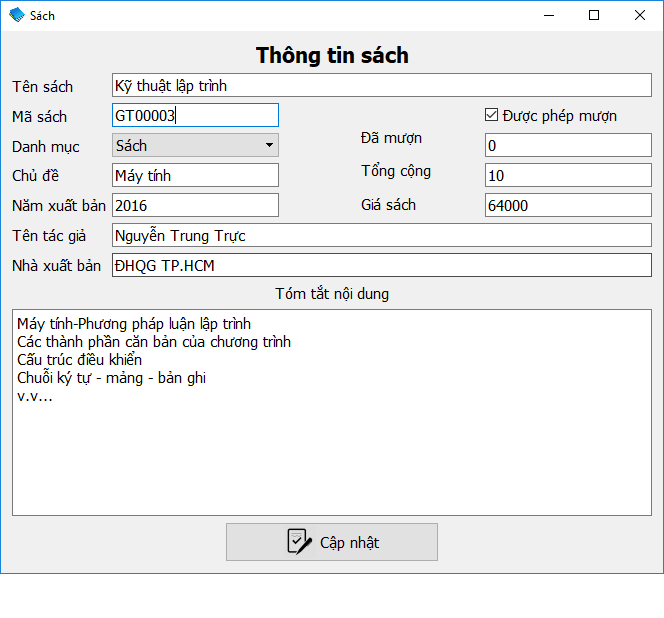 Sách
Thông tin sách
Tên sách Kỹ thuật lập trình
Mã sách GT00003 Được phép mượn
Danh mục Sách Đã mượn 0
Chủ đề Máy tính Tổng cộng 10
Năm xuất bản 2016 Giá sách 64000
Tên tác giả Nguyễn Trung Trực
Nhà xuất bản ĐHQG TP.HCM
Tóm tắt nội dung
Máy tính-Phương pháp luận lập trình
Các thành phần căn bản của chương trình
Cấu trúc điều khiển
Chuỗi ký tự - mảng - bản ghi
v.v...
Cập nhật